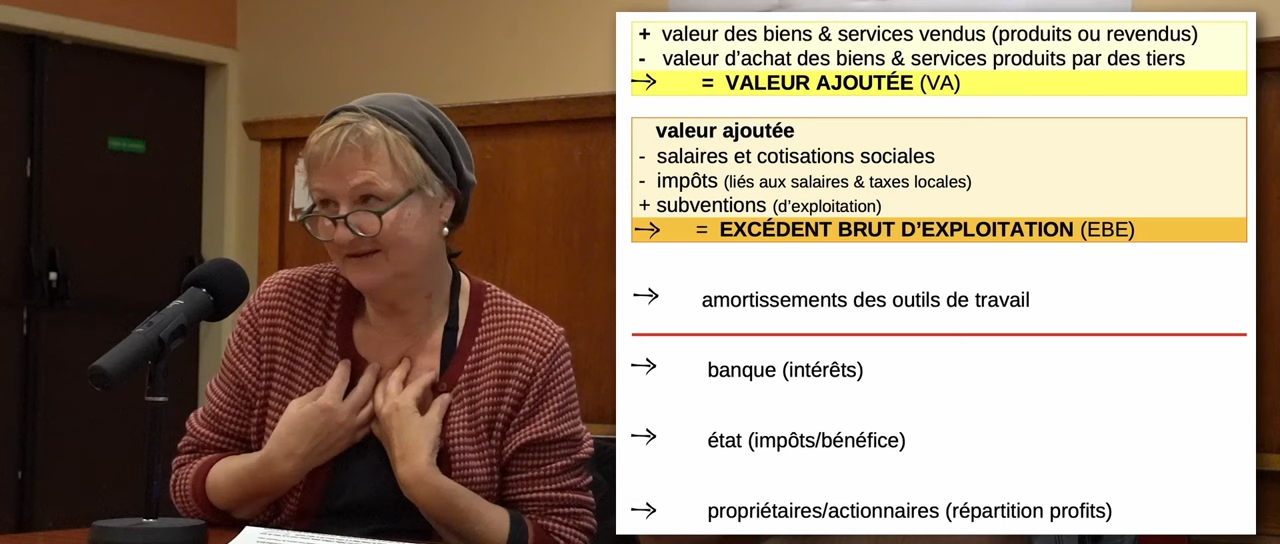 + valeur des biens & services vendus (produits ou revendus)
- valeur d'achat des biens & services produits par des tiers
→ = VALEUR AJOUTÉE (VA)
valeur ajoutée
- salaires et cotisations sociales
- impôts (liés aux salaires & taxes locales)
+ subventions (d'exploitation)
→ = EXCÉDENT BRUT D'EXPLOITATION (EBE)
→ amortissements des outils de travail
→ banque (intérêts)
→ état (impôts/bénéfice)
→ propriétaires/actionnaires (répartition profits)